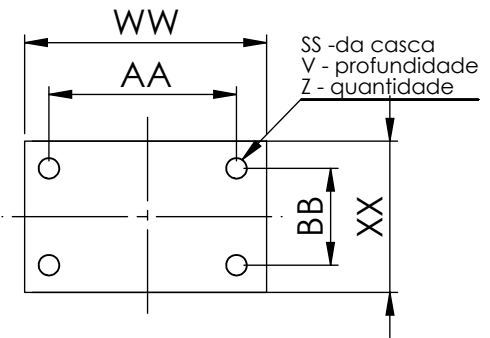 WW
SS -da casca
V - profundidade
Z - quantidade
AA
BB
XX